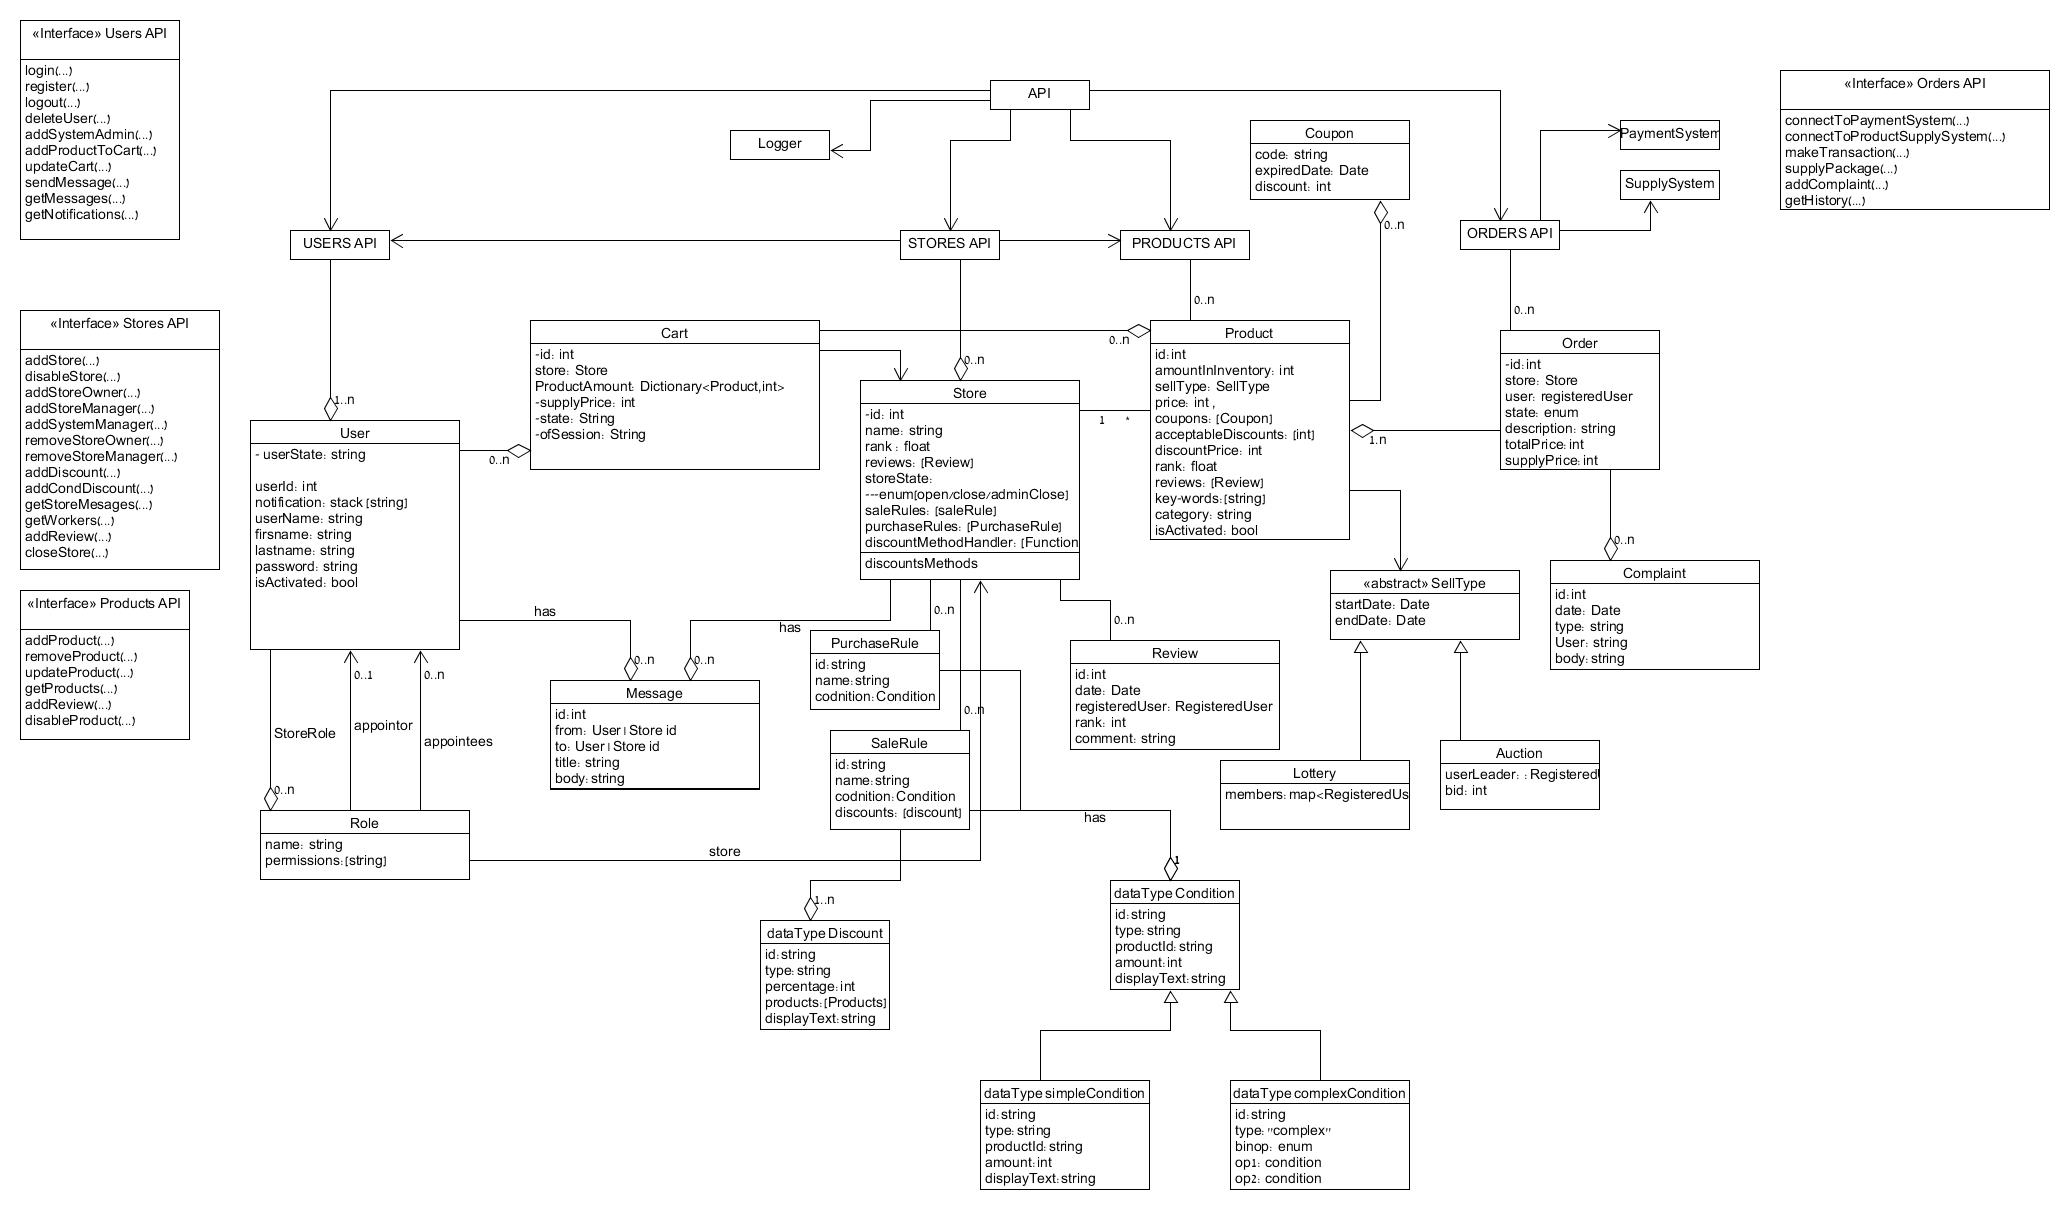 «Interface» Users API
login(...)
register(...)
logout(...)
deleteUser(...)
addSystemAdmin(...)
addProductToCart(...)
updateCart(...)
sendMessage(...)
getMessages(...)
getNotifications(...)
API
Logger
Coupon
code: string
expiredDate: Date
discount: int
0..n
PaymentSystem
SupplySystem
«Interface» Orders API
connectToPaymentSystem(...)
connectToProductSupplySystem(...)
makeTransaction(...)
supplyPackage(...)
addComplaint(...)
getHistory(...)
USERS API
STORES API
PRODUCTS API
ORDERS API
1..n
0..n
0..n
0..n
«Interface» Stores API
addStore(...)
disableStore(...)
addStoreOwner(...)
addStoreManager(...)
addSystemManager(...)
removeStoreOwner(...)
removeStoreManager(...)
addDiscount(...)
addCondDiscount(...)
getStoreMesages(...)
getWorkers(...)
addReview(...)
closeStore(...)
«Interface» Products API
addProduct(...)
removeProduct(...)
updateProduct(...)
getProducts(...)
addReview(...)
disableProduct(...)
User
- userState: string
userId: int
notification: stack[string]
userName: string
firsname: string
lastname: string
password: string
isActivated: bool
0..n
Cart
-id: int
store: Store
ProductAmount: Dictionary<Product,int>
-supplyPrice: int
-state: String
-ofSession: String
0..n
Store
-id: int
name: string
rank : float
reviews: [Review]
storeState:
---enum[open/close/adminClose]
saleRules: [saleRule]
purchaseRules: [PurchaseRule]
discountMethodHandler: [Function
discountsMethods
1
*
Product
id:int
amountInInventory: int
sellType: SellType
price: int ,
coupons: [Coupon]
acceptableDiscounts: [int]
discountPrice: int
rank: float
reviews: [Review]
key-words:[string]
category: string
isActivated: bool
1.n
Order
-id:int
store: Store
user: registeredUser
state: enum
description: string
totalPrice:int
supplyPrice:int
0..n
Complaint
id:int
date: Date
type: string
User: string
body:string
«abstract» SellType
startDate: Date
endDate: Date
Lottery
members:map<RegisteredUs
Auction
userLeader: :Registered
bid: int
has
0..n
has
0..n
Message
id:int
from: User|Store id
to: User|Store id
title: string
body:string
0..n
PurchaseRule
id:string
name:string
codnition:Condition
0..n
SaleRule
id:string
name:string
codnition:Condition
discounts: [discount]
0..n
Review
id:int
date: Date
registeredUser: RegisteredUser
rank: int
comment: string
StoreRole
0..n
0..1
appointor
0..n
appointees
Role
name: string
permissions:[string]
store
has
1
1..n
dataType Discount
id:string
type:string
percentage:int
products:[Products]
displayText:string
dataType Condition
id:string
type:string
productId:string
amount:int
displayText:string
dataType simpleCondition
id:string
type:string
productId:string
amount:int
displayText:string
dataType complexCondition
id:string
type:"complex"
binop: enum
op1: condition
op2: condition